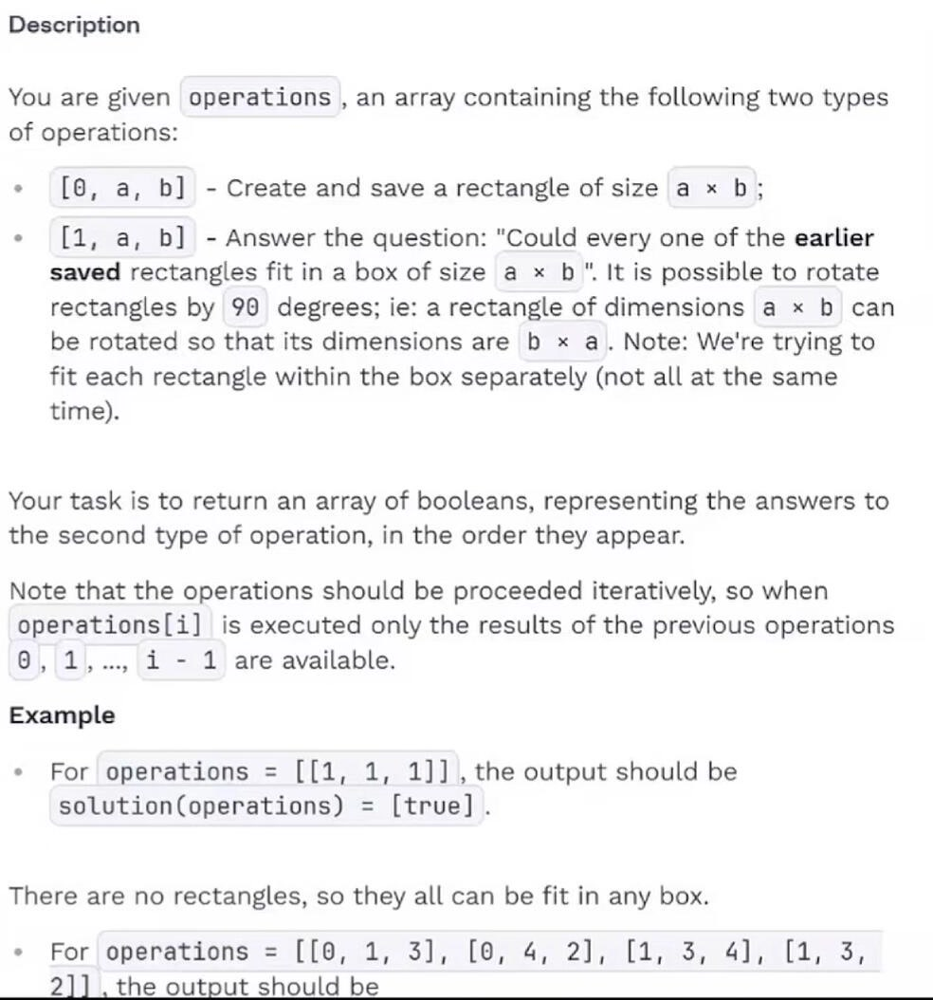 Description
You are given operations, an array containing the following two types
of operations:
• [0, a, b] - Create and save a rectangle of size a × b;
• [1, a, b] - Answer the question: "Could every one of the earlier
saved rectangles fit in a box of size a × b". It is possible to rotate
rectangles by 90 degrees; ie: a rectangle of dimensions a × b can
be rotated so that its dimensions are b × a. Note: We're trying to
fit each rectangle within the box separately (not all at the same
time).
Your task is to return an array of booleans, representing the answers to
the second type of operation, in the order they appear.
Note that the operations should be proceeded iteratively, so when
operations[i] is executed only the results of the previous operations
0, 1, ..., i - 1 are available.
Example
• For operations = [[1, 1, 1]], the output should be
solution(operations) = [true].
There are no rectangles, so they all can be fit in any box.
• For operations = [[0, 1, 3], [0, 4, 2], [1, 3, 4], [1, 3,
2]], the output should be